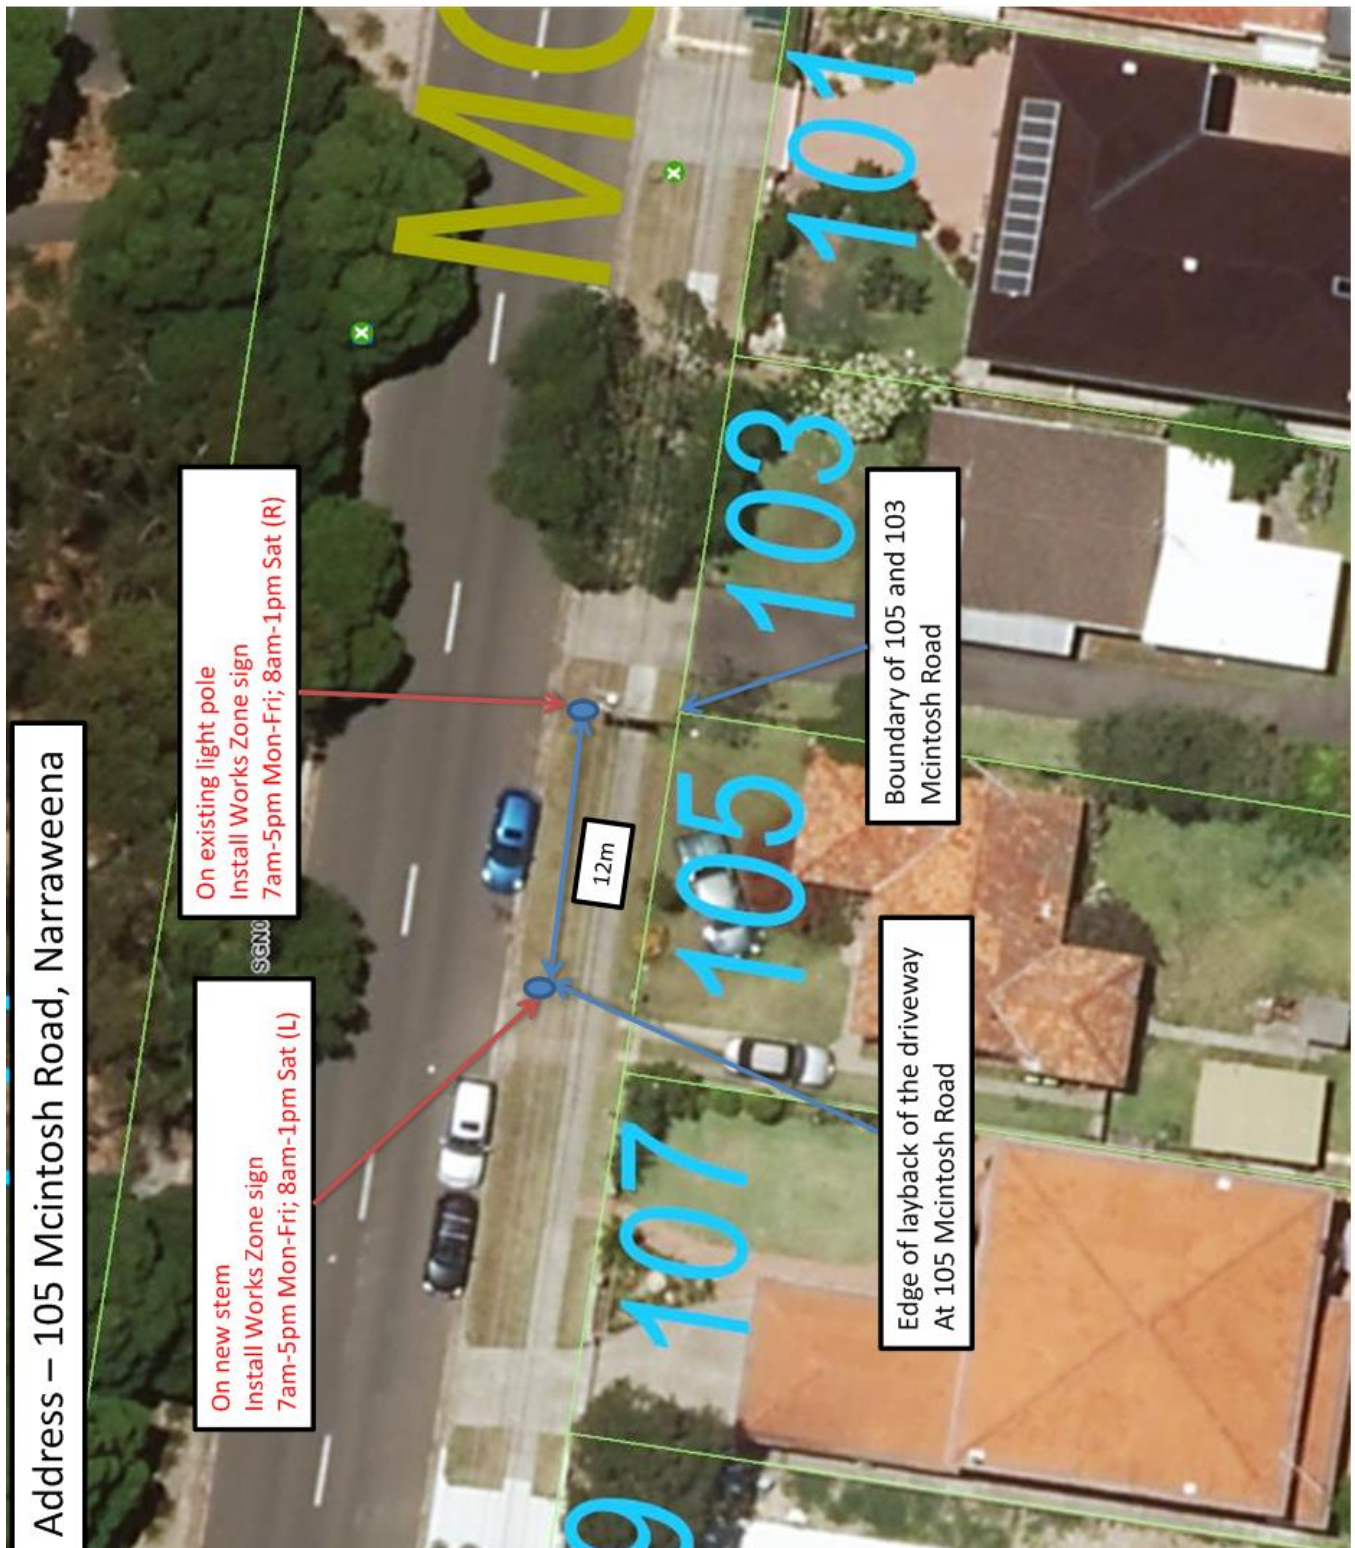 Address – 105 Mcintosh Road, Narraweena
On new stem
Install Works Zone sign
7am-5pm Mon-Fri; 8am-1pm Sat (L)
On existing light pole
Install Works Zone sign
7am-5pm Mon-Fri; 8am-1pm Sat (R)
SGN0
MC
12m
9
107
105
103
101
Edge of layback of the driveway
At 105 Mcintosh Road
Boundary of 105 and 103
Mcintosh Road